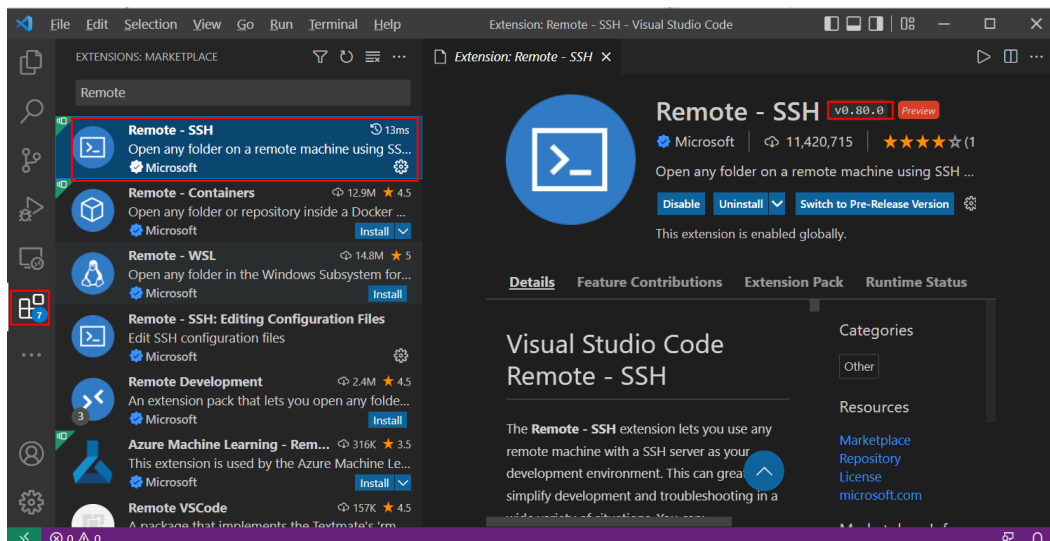 File Edit Selection View Go Run Terminal Help
Extension: Remote - SSH - Visual Studio Code
EXTENSIONS: MARKETPLACE
Remote
Remote - SSH 13ms
Open any folder on a remote machine using SS...
Microsoft
Remote - Containers 12.9M ★ 4.5
Open any folder or repository inside a Docker ...
Microsoft Install
Remote - WSL 14.8M ★ 5
Open any folder in the Windows Subsystem for...
Microsoft Install
Remote - SSH: Editing Configuration Files
Edit SSH configuration files
Microsoft
Remote Development 2.4M ★ 4.5
An extension pack that lets you open any folde...
3 Microsoft Install
Azure Machine Learning - Rem... 316K ★ 3.5
This extension is used by the Azure Machine Le...
Microsoft Install
Remote VSCode 157K ★ 4.5
A package that implements the Textmate's 'rm
7
0 0
Extension: Remote - SSH
Remote - SSH v0.80.0 Preview
Microsoft 11,420,715 ★★★★☆ (1
Open any folder on a remote machine using SSH ...
Disable Uninstall Switch to Pre-Release Version
This extension is enabled globally.
Details Feature Contributions Extension Pack Runtime Status
Visual Studio Code
Remote - SSH
The Remote - SSH extension lets you use any
remote machine with a SSH server as your
development environment. This can
simplify development and troubleshooting in a
Categories
Other
Resources
Marketplace
Repository
License
microsoft.com